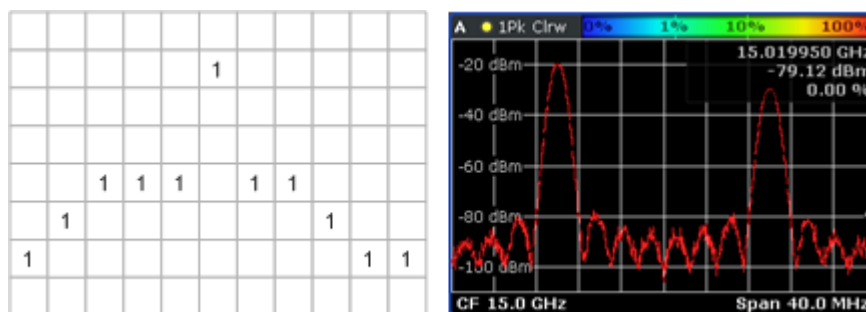 1
1 1 1 1 1
1 1
1 1 1
A 1Pk Clrw 0% 1% 10% 100%
15.019950 GHz
-20 dBm
-79.12 dBm
0.00 %
-40 dBm
-60 dBm
-80 dBm
-100 dBm
CF 15.0 GHz Span 40.0 MHz